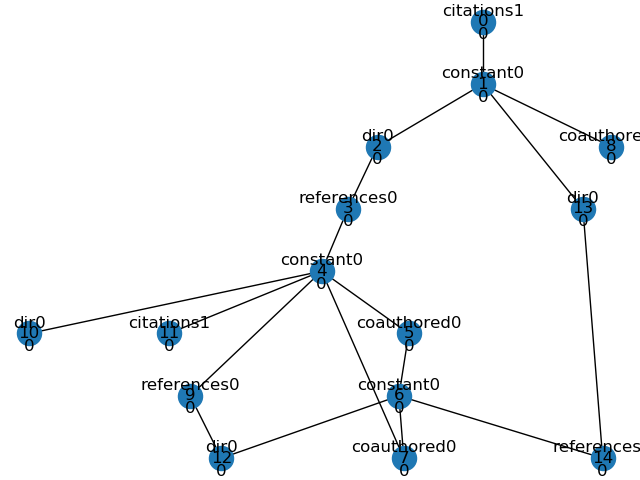 citations1
0
0
constant0
1
0
dir0
2
0
coauthore
8
0
references0
3
0
dir0
13
0
constant0
4
0
dir0
10
0
citations1
11
0
coauthored0
5
0
references0
9
0
constant0
6
0
dir0
12
0
coauthored0
7
0
references
14
0